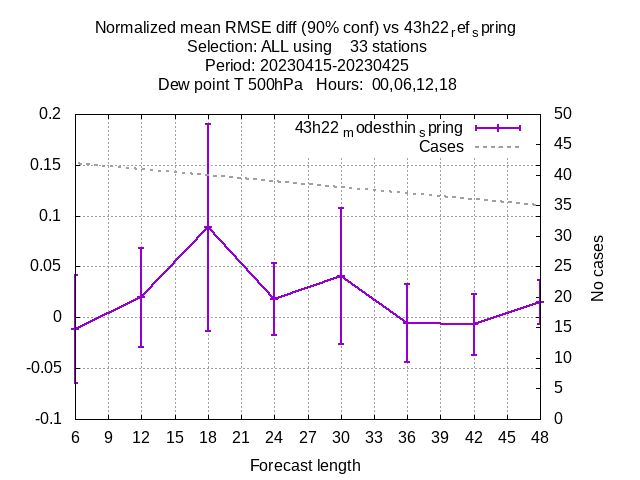 Normalized mean RMSE diff (90% conf) vs 43h22refspring
Selection: ALL using 33 stations
Period: 20230415-20230425
Dew point T 500hPa Hours: 00,06,12,18
43h22modesthinspring
Cases
0.2
0.15
0.1
0.05
0
-0.05
-0.1
50
45
40
35
30
25
20
15
10
5
0
No cases
6 9 12 15 18 21 24 27 30 33 36 39 42 45 48
Forecast length